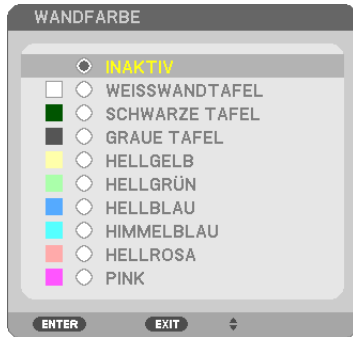 WANDFARBE
INAKTIV
WEISSWANDTAFEL
SCHWARZE TAFEL
GRAUE TAFEL
HELLGELB
HELLGRÜN
HELLBLAU
HIMMELBLAU
HELLROSA
PINK
ENTER EXIT